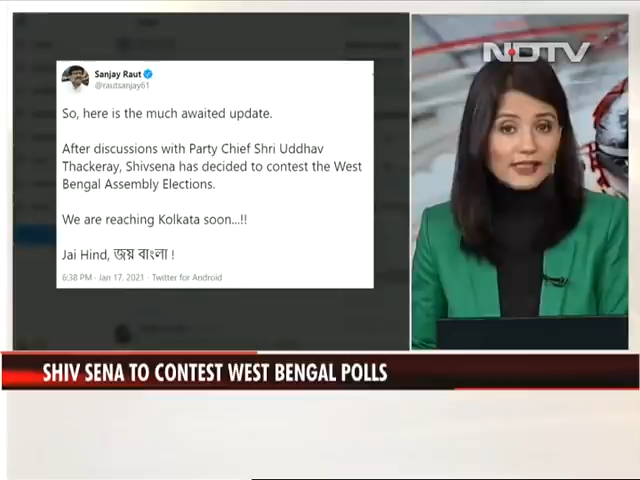 NDTV
Sanjay Raut
@rautsanjay61
So, here is the much awaited update.
After discussions with Party Chief Shri Uddhav
Thackeray, Shivsena has decided to contest the West
Bengal Assembly Elections.
We are reaching Kolkata soon...!!
Jai Hind, জয় বাংলা !
6:38 PM · Jan 17, 2021 · Twitter for Android
SHIV SENA TO CONTEST WEST BENGAL POLLS